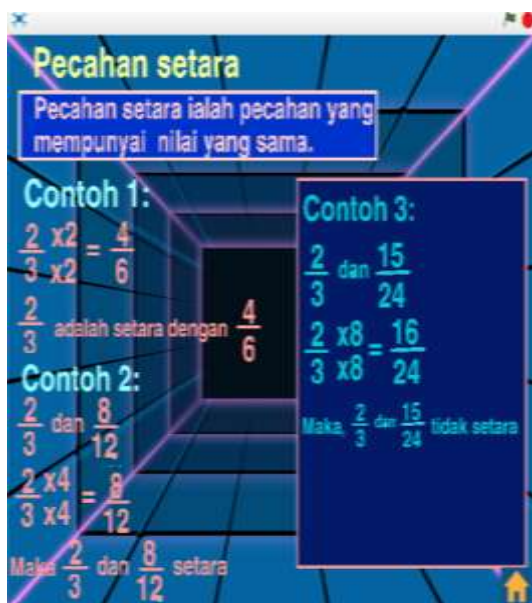 Pecahan setara
Pecahan setara ialah pecahan yang
mempunyai nilai yang sama.
Contoh 1:
2/3 x2/x2 = 4/6
2/3 adalah setara dengan 4/6
Contoh 2:
2/3 dan 8/12
2/3 x4/x4 = 8/12
Maka 2/3 dan 8/12 setara
Contoh 3:
2/3 dan 15/24
2/3 x8/x8 = 16/24
Maka, 2/3 dan 15/24 tidak setara